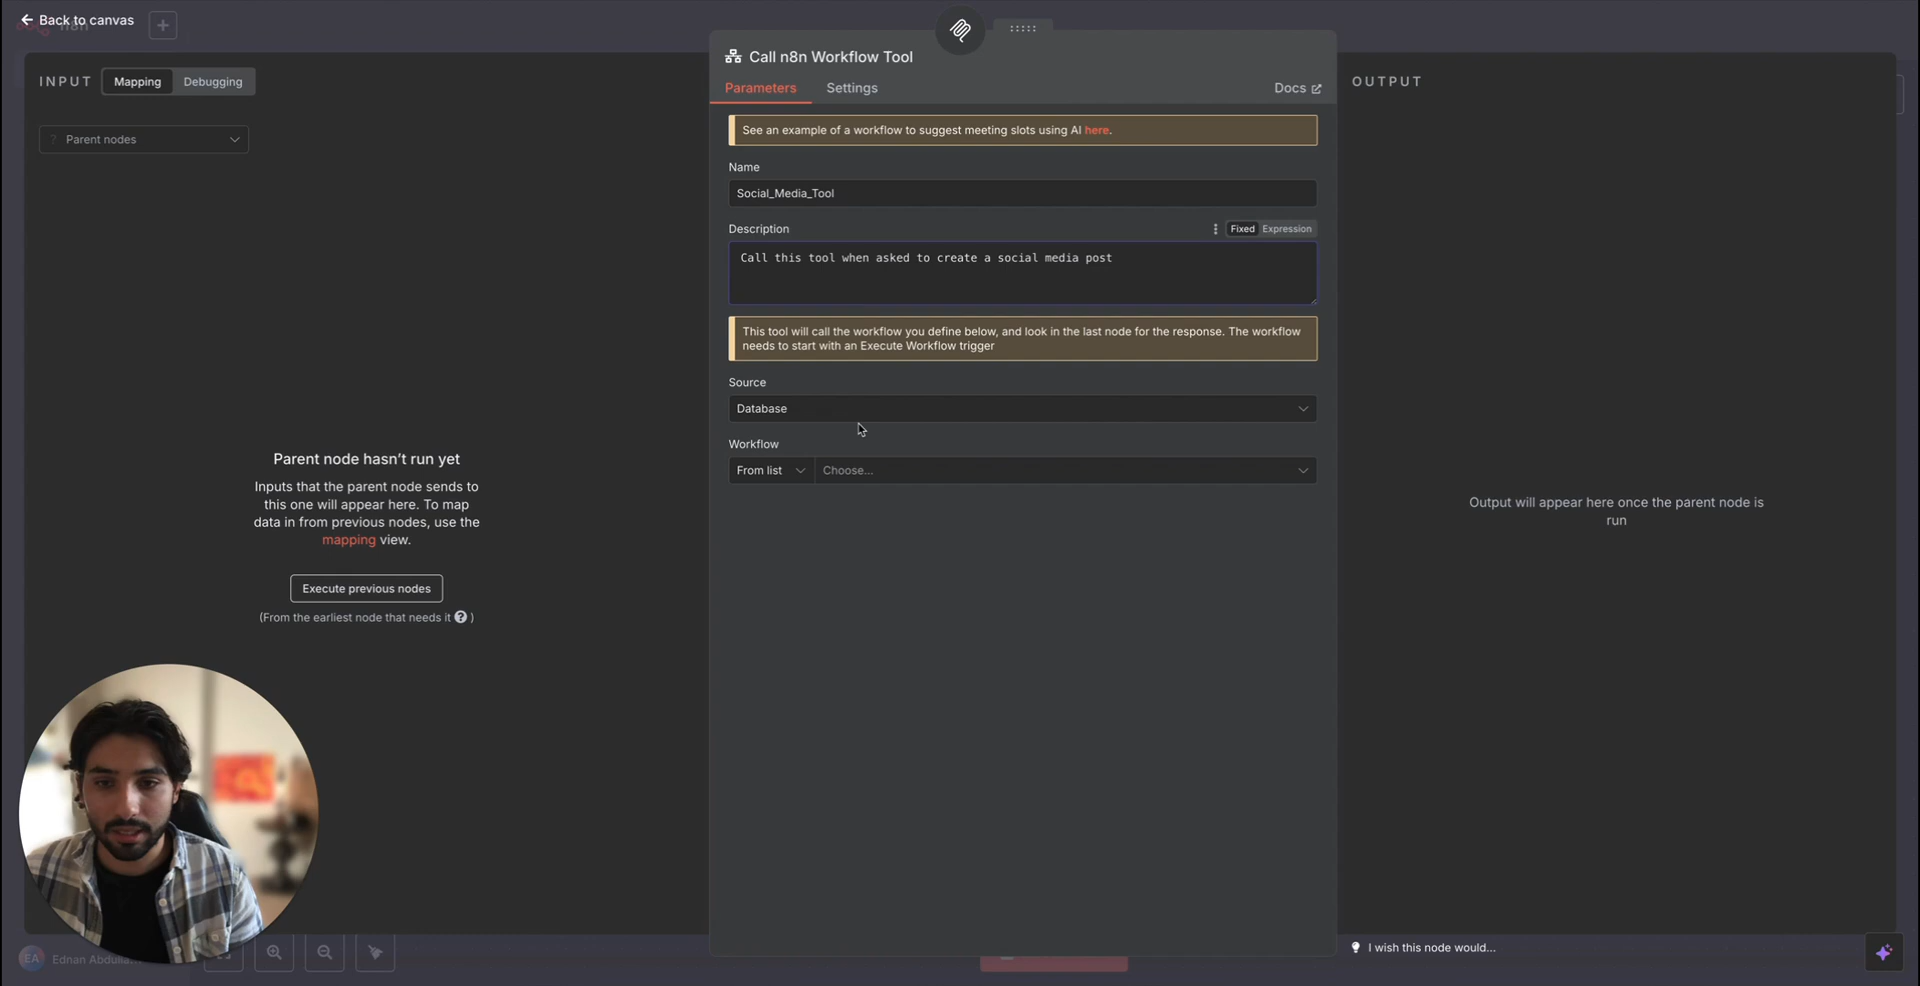 Back to canvas
n8n
INPUT
Mapping
Debugging
Parent nodes
Parent node hasn't run yet
Inputs that the parent node sends to
this one will appear here. To map
data in from previous nodes, use the
mapping view.
Execute previous nodes
(From the earliest node that needs it ? )
EA
Ednan Abdulla...
Call n8n Workflow Tool
Parameters
Settings
Docs
See an example of a workflow to suggest meeting slots using AI here.
Name
Social_Media_Tool
Description
Fixed
Expression
Call this tool when asked to create a social media post
This tool will call the workflow you define below, and look in the last node for the response. The workflow
needs to start with an Execute Workflow trigger
Source
Database
Workflow
From list
Choose...
OUTPUT
Output will appear here once the parent node is
run
I wish this node would...